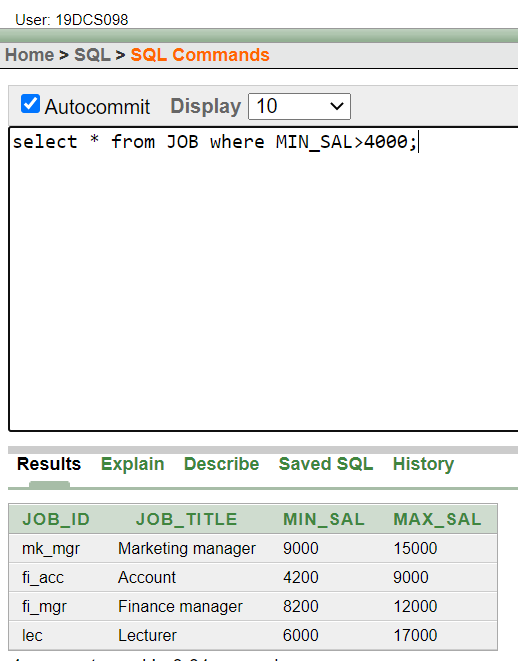 User: 19DCS098
Home > SQL > SQL Commands
Autocommit Display 10
select * from JOB where MIN_SAL>4000;
Results Explain Describe Saved SQL History
JOB_ID JOB_TITLE MIN_SAL MAX_SAL
mk_mgr Marketing manager 9000 15000
fi_acc Account 4200 9000
fi_mgr Finance manager 8200 12000
lec Lecturer 6000 17000